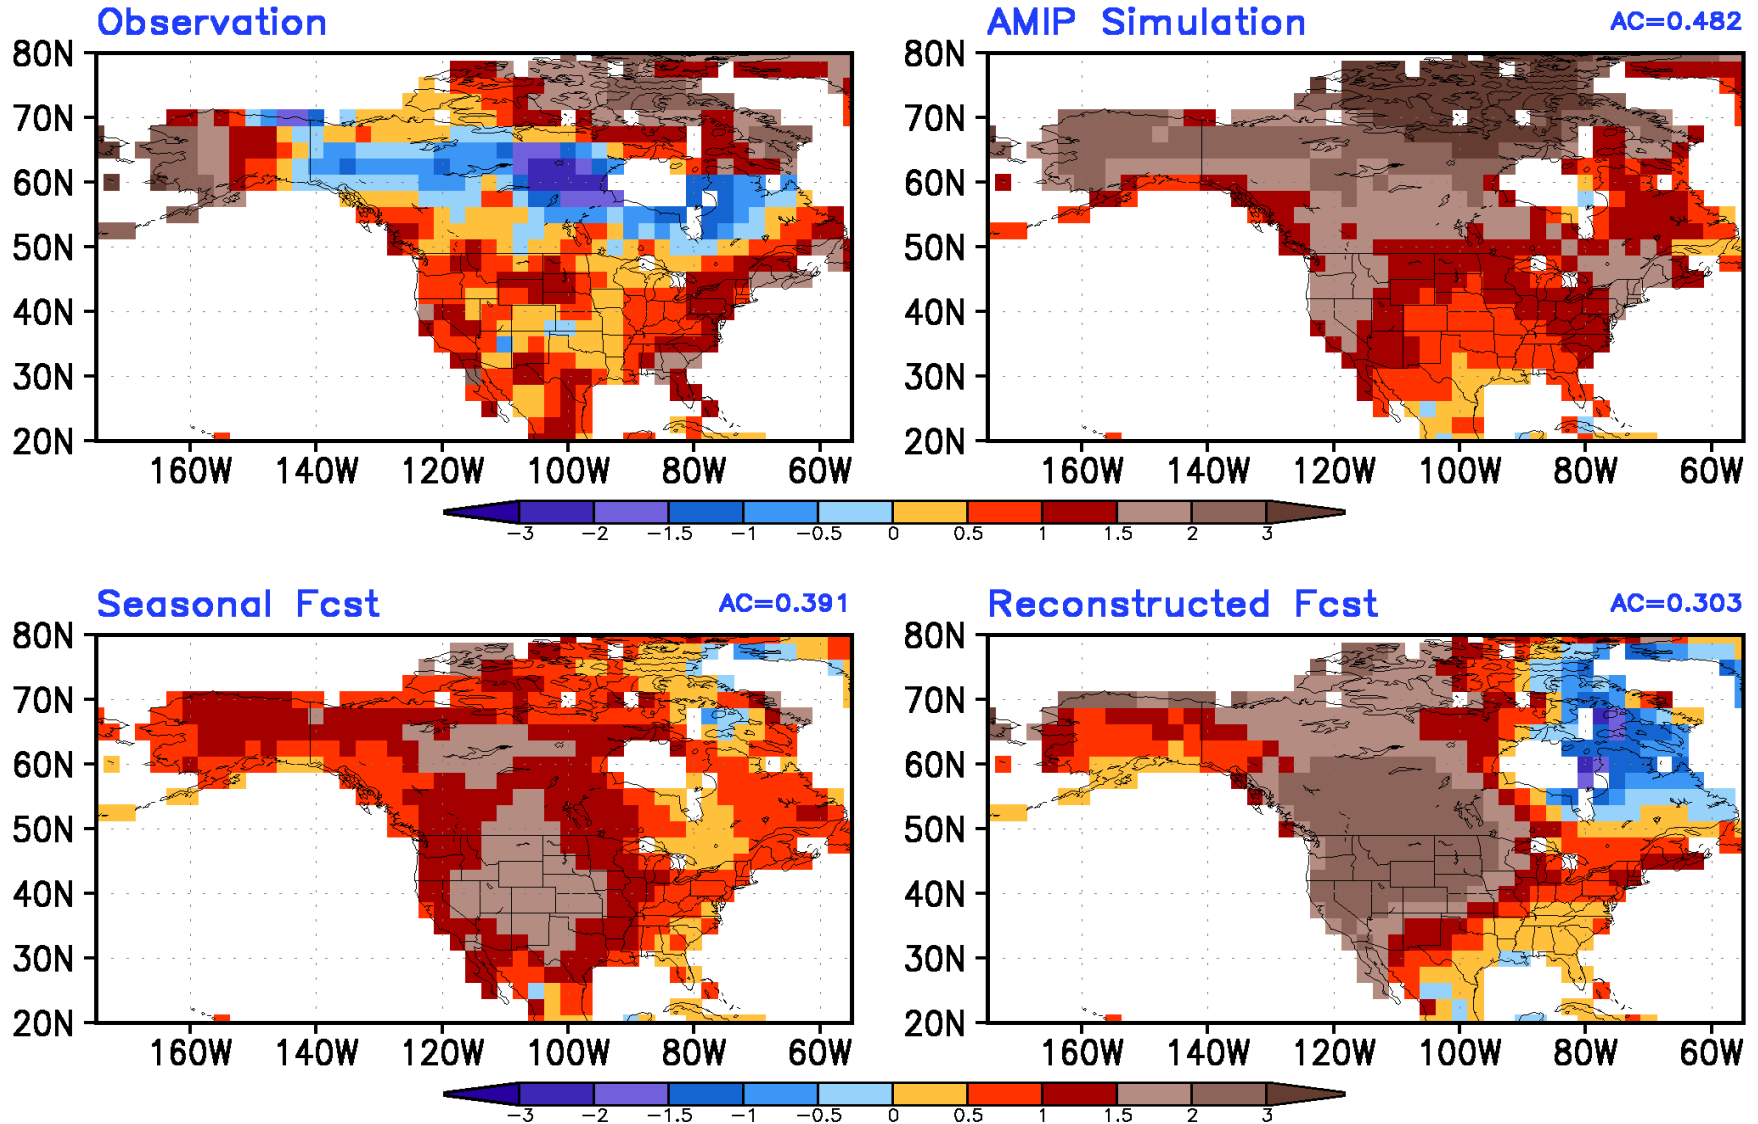 Observation
AMIP Simulation AC=0.482
80N 80N
70N 70N
60N 60N
50N 50N
40N 40N
30N 30N
20N 20N
160W 140W 120W 100W 80W 60W 160W 140W 120W 100W 80W 60W
-3 -2 -1.5 -1 -0.5 0 0.5 1 1.5 2 3
Seasonal Fcst AC=0.391
Reconstructed Fcst AC=0.303
80N 80N
70N 70N
60N 60N
50N 50N
40N 40N
30N 30N
20N 20N
160W 140W 120W 100W 80W 60W 160W 140W 120W 100W 80W 60W
-3 -2 -1.5 -1 -0.5 0 0.5 1 1.5 2 3